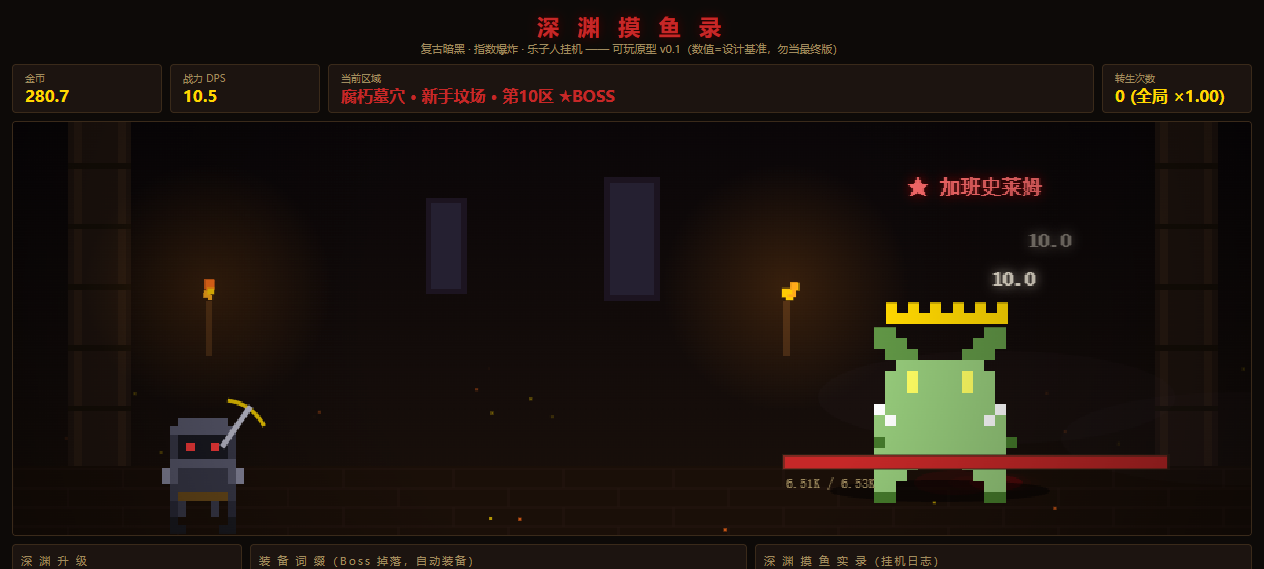 深渊摸鱼录
复古暗黑 · 指数爆炸 · 乐子人挂机 —— 可玩原型 v0.1（数值=设计基准，勿当最终版）
金币
280.7
战力 DPS
10.5
当前区域
腐朽墓穴 • 新手坟场 • 第10区 ★BOSS
转生次数
0 (全局 ×1.00)
★ 加班史莱姆
10.0
10.0
6.51K / 6.53K
深渊升级
装备词缀（Boss 掉落，自动装备）
深渊摸鱼实录（挂机日志）